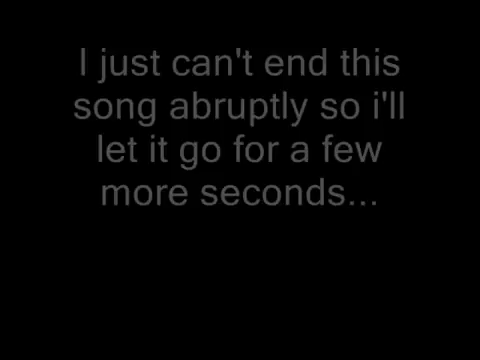 I just can't end this
song abruptly so i'll
let it go for a few
more seconds...